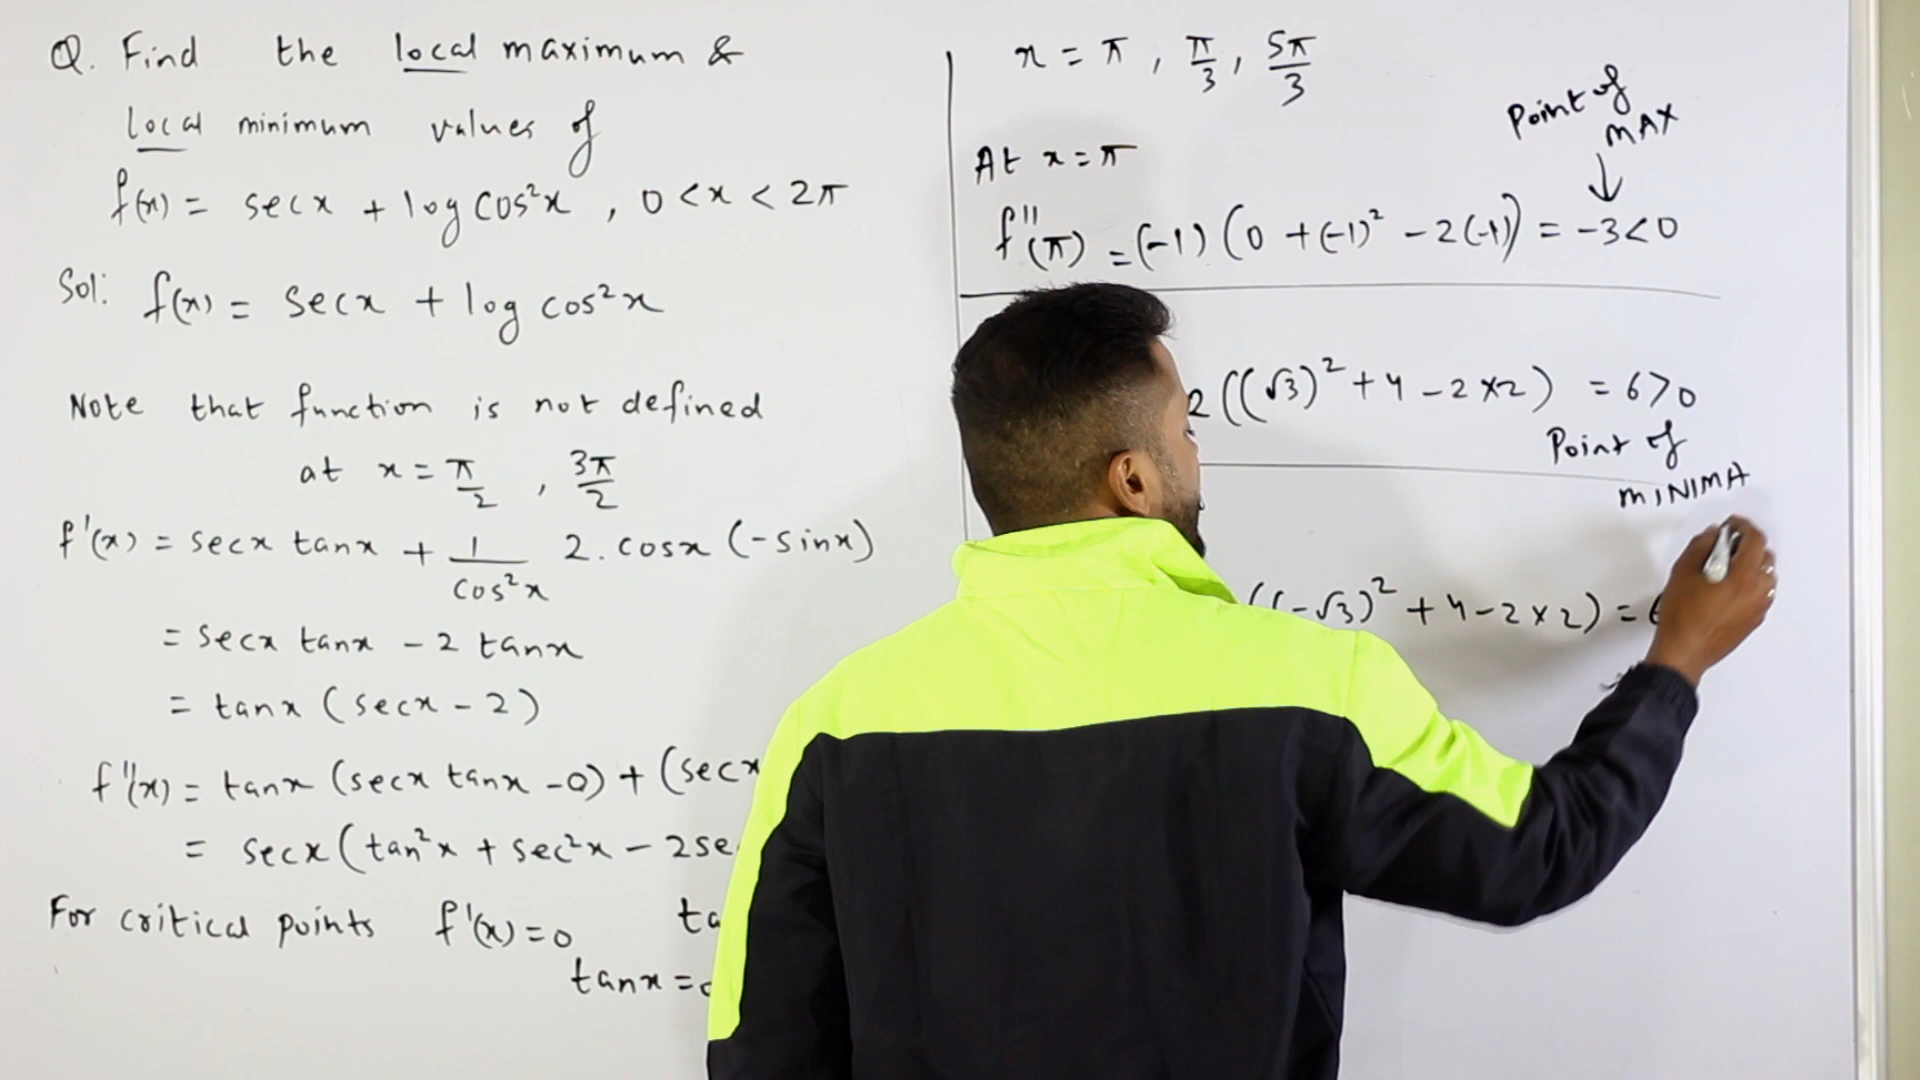 Q. Find the local maximum &
local minimum values of
f(x) = secx + log cos²x , 0 < x < 2π
Sol: f(x) = secx + log cos²x
Note that function is not defined
at x = π/2 , 3π/2
f'(x) = secx tanx + 1/cos²x 2.cosx (-sinx)
= secx tanx - 2 tanx
= tanx (secx - 2)
f''(x) = tanx (secx tanx - 0) + (secx
= secx (tan²x + sec²x - 2se
For critical points f'(x) = 0 ta
tanx =
x = π , π/3 , 5π/3
Point of
MAX
↓
At x = π
f''(π) = (-1) (0 + (-1)² - 2(-1)) = -3 < 0
2((√3)² + 4 - 2×2) = 6 > 0
Point of
MINIMA
((-√3)² + 4 - 2×2) =